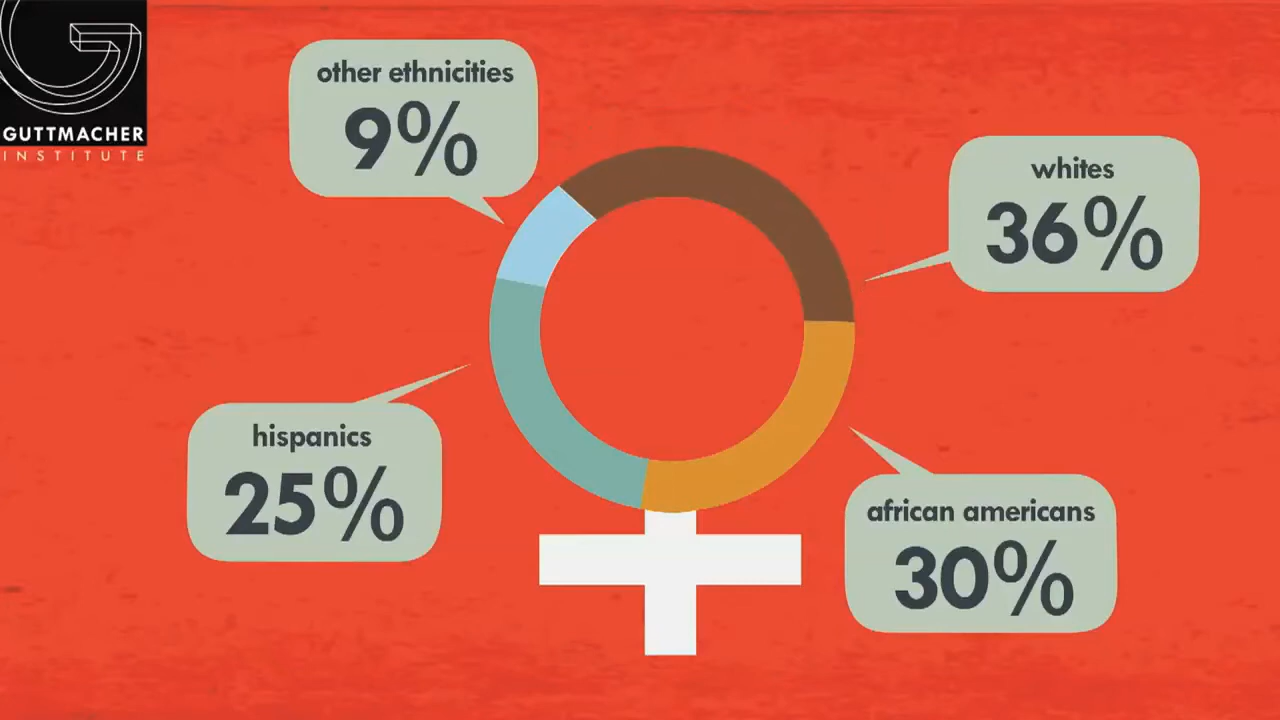 GUTTMACHER
INSTITUTE
other ethnicities
9%
whites
36%
hispanics
25%
african americans
30%